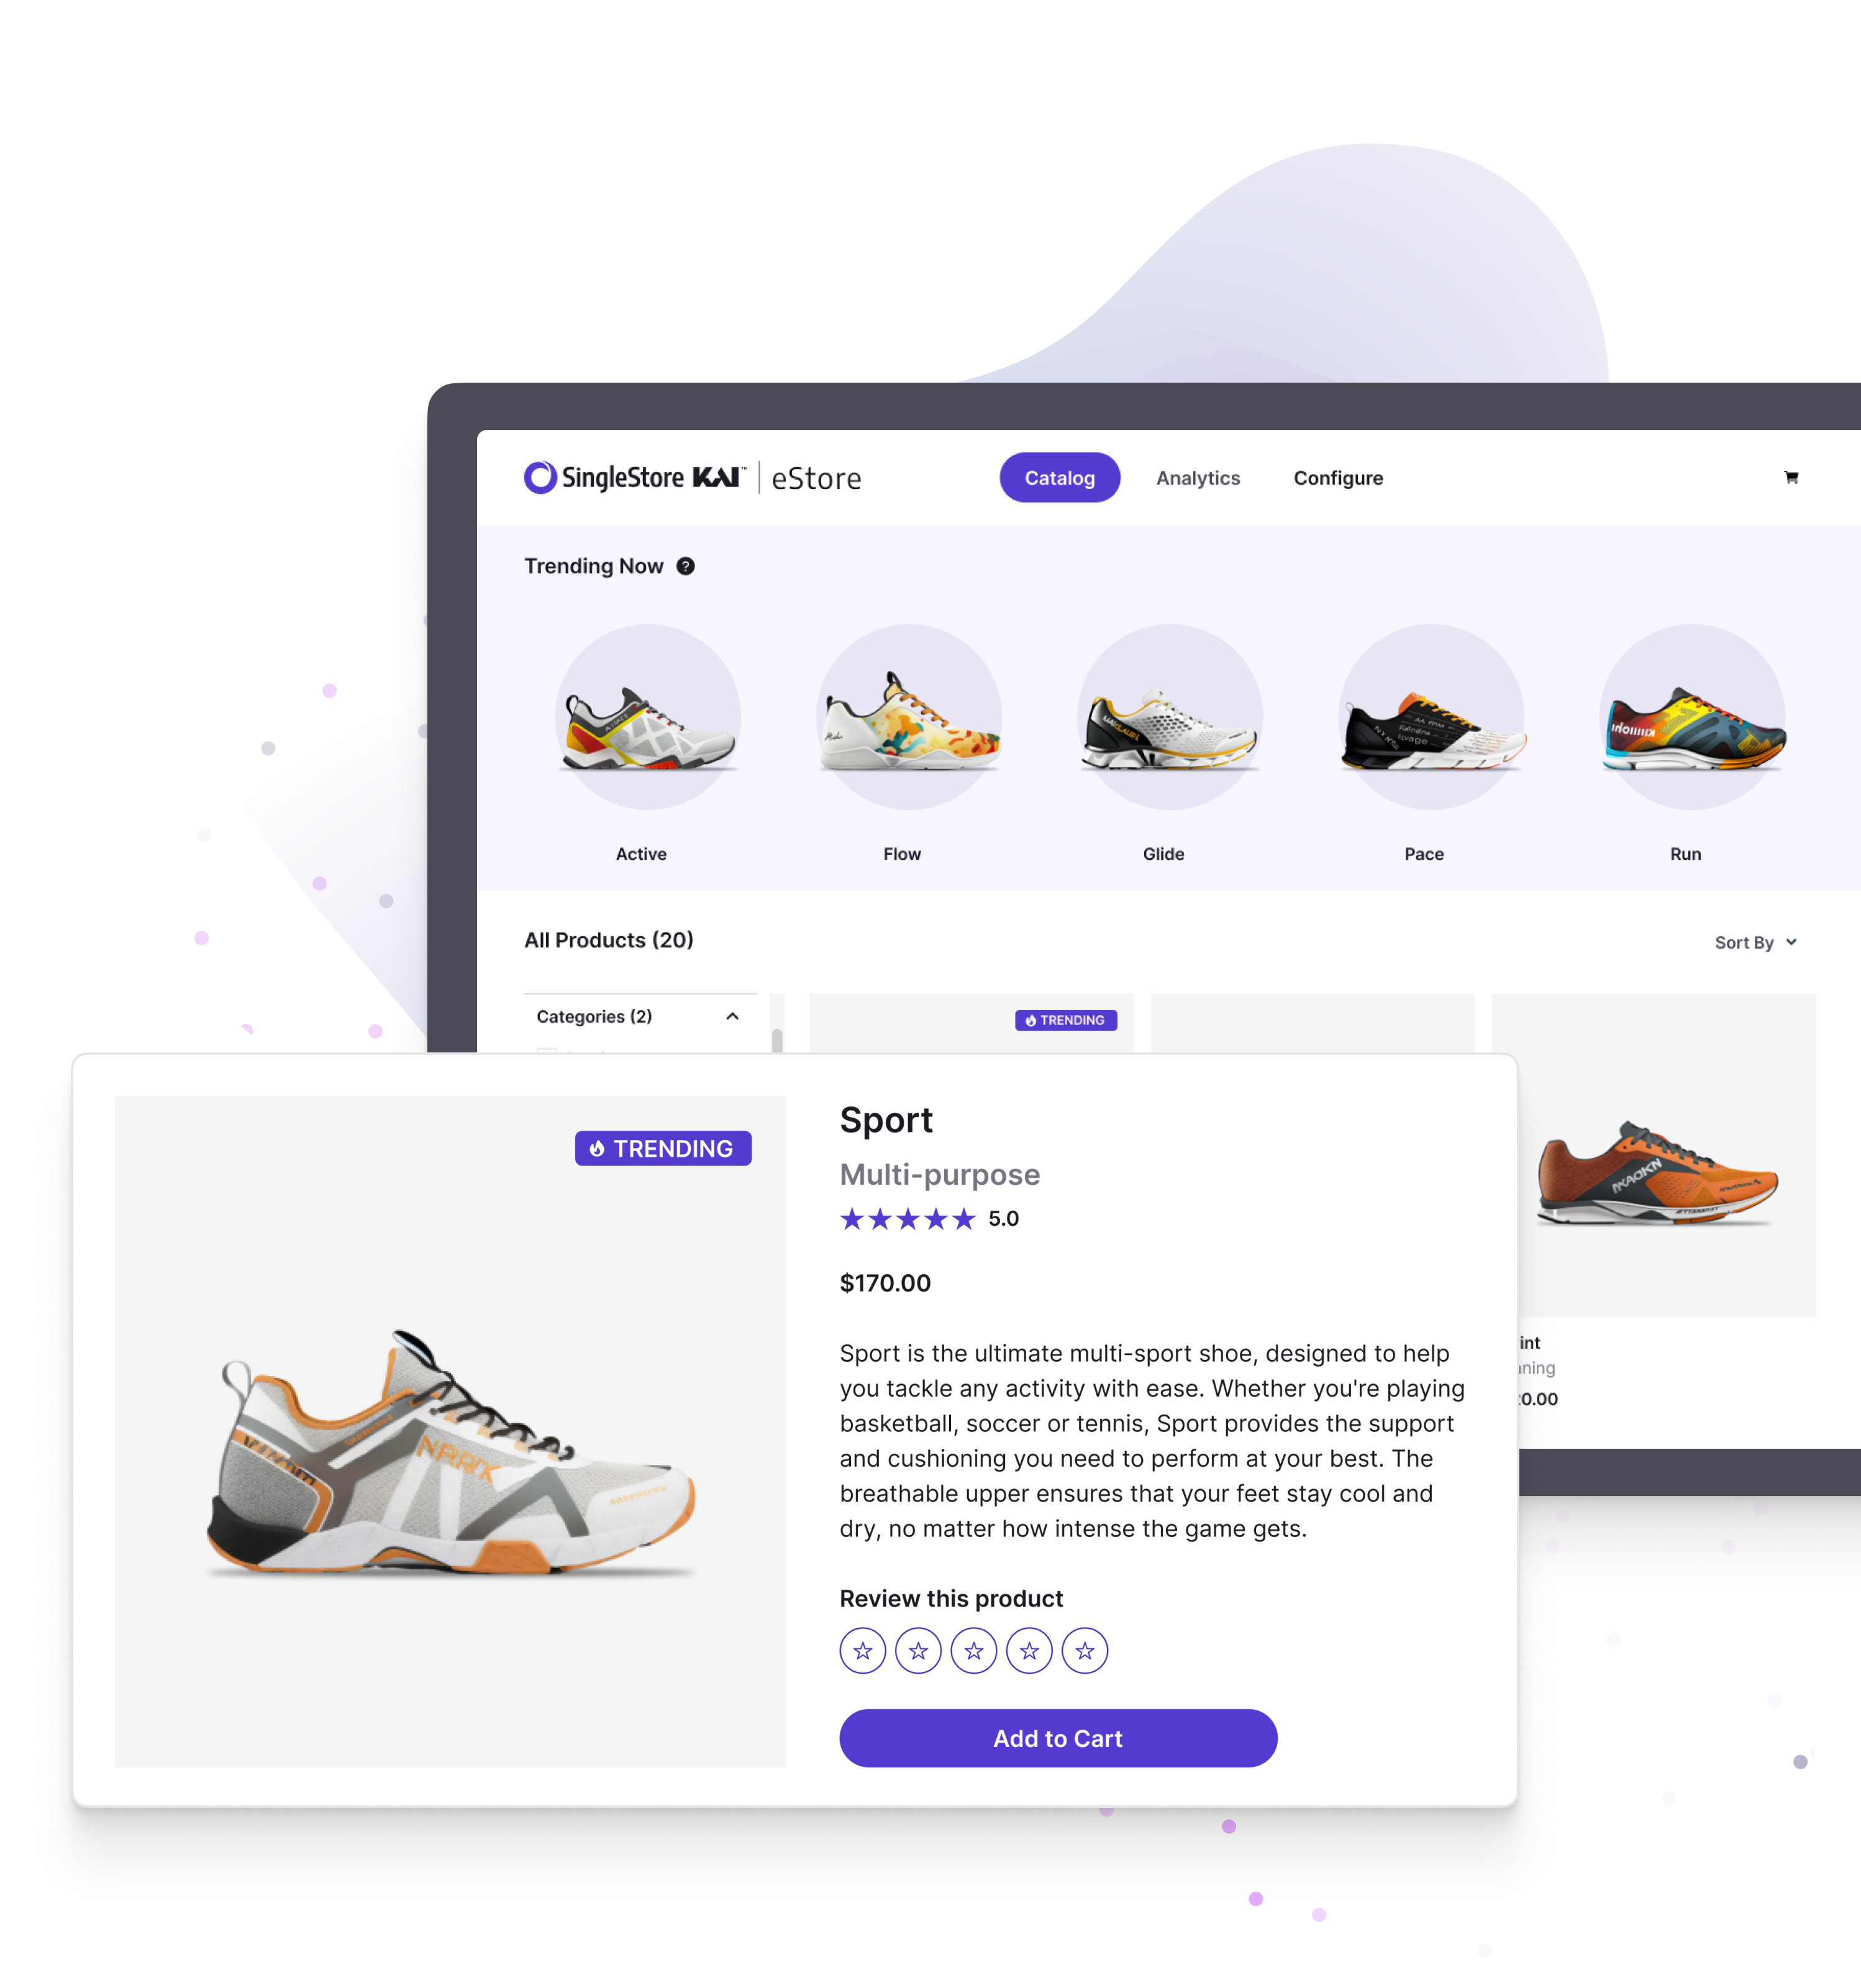 SingleStore KAI™ | eStore
Catalog
Analytics
Configure
Trending Now ?
Active
Flow
Glide
Pace
Run
All Products (20)
Sort By
Categories (2)
TRENDING
TRENDING
Sport
Multi-purpose
5.0
$170.00
Sport is the ultimate multi-sport shoe, designed to help
you tackle any activity with ease. Whether you're playing
basketball, soccer or tennis, Sport provides the support
and cushioning you need to perform at your best. The
breathable upper ensures that your feet stay cool and
dry, no matter how intense the game gets.
Review this product
Add to Cart
int
ning
0.00